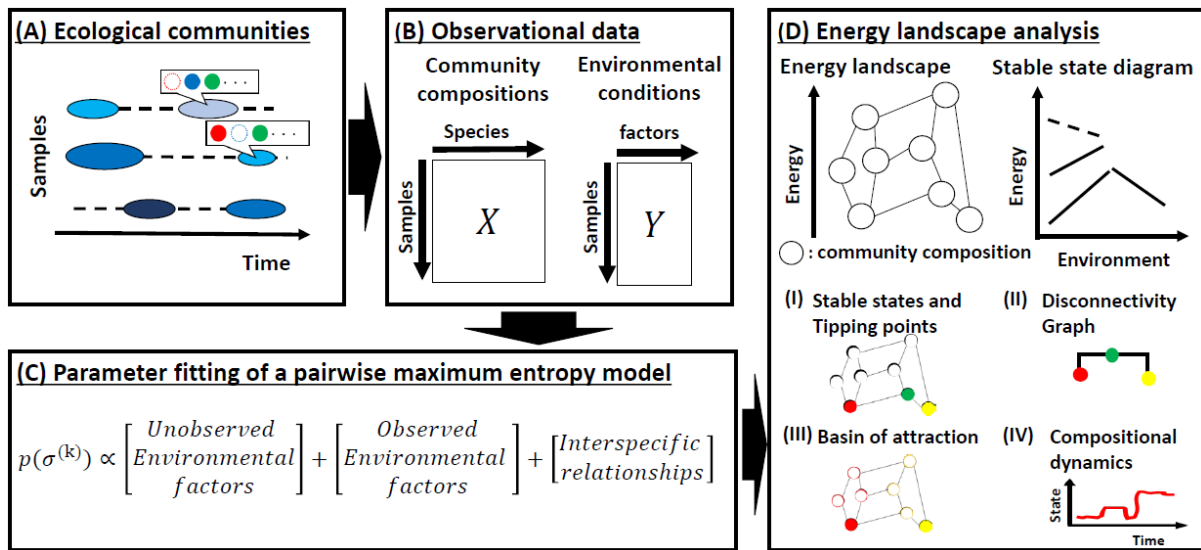 (A) Ecological communities
. . .
. . .
Samples
Time
(B) Observational data
Community
compositions
Species
Samples
X
Environmental
conditions
factors
Samples
Y
(C) Parameter fitting of a pairwise maximum entropy model
p(σ^(k)) ∝ [Unobserved Environmental factors] + [Observed Environmental factors] + [Interspecific relationships]
(D) Energy landscape analysis
Energy landscape
Energy
: community composition
Stable state diagram
Energy
Environment
(I) Stable states and
Tipping points
(II) Disconnectivity
Graph
(III) Basin of attraction
(IV) Compositional
dynamics
State
Time